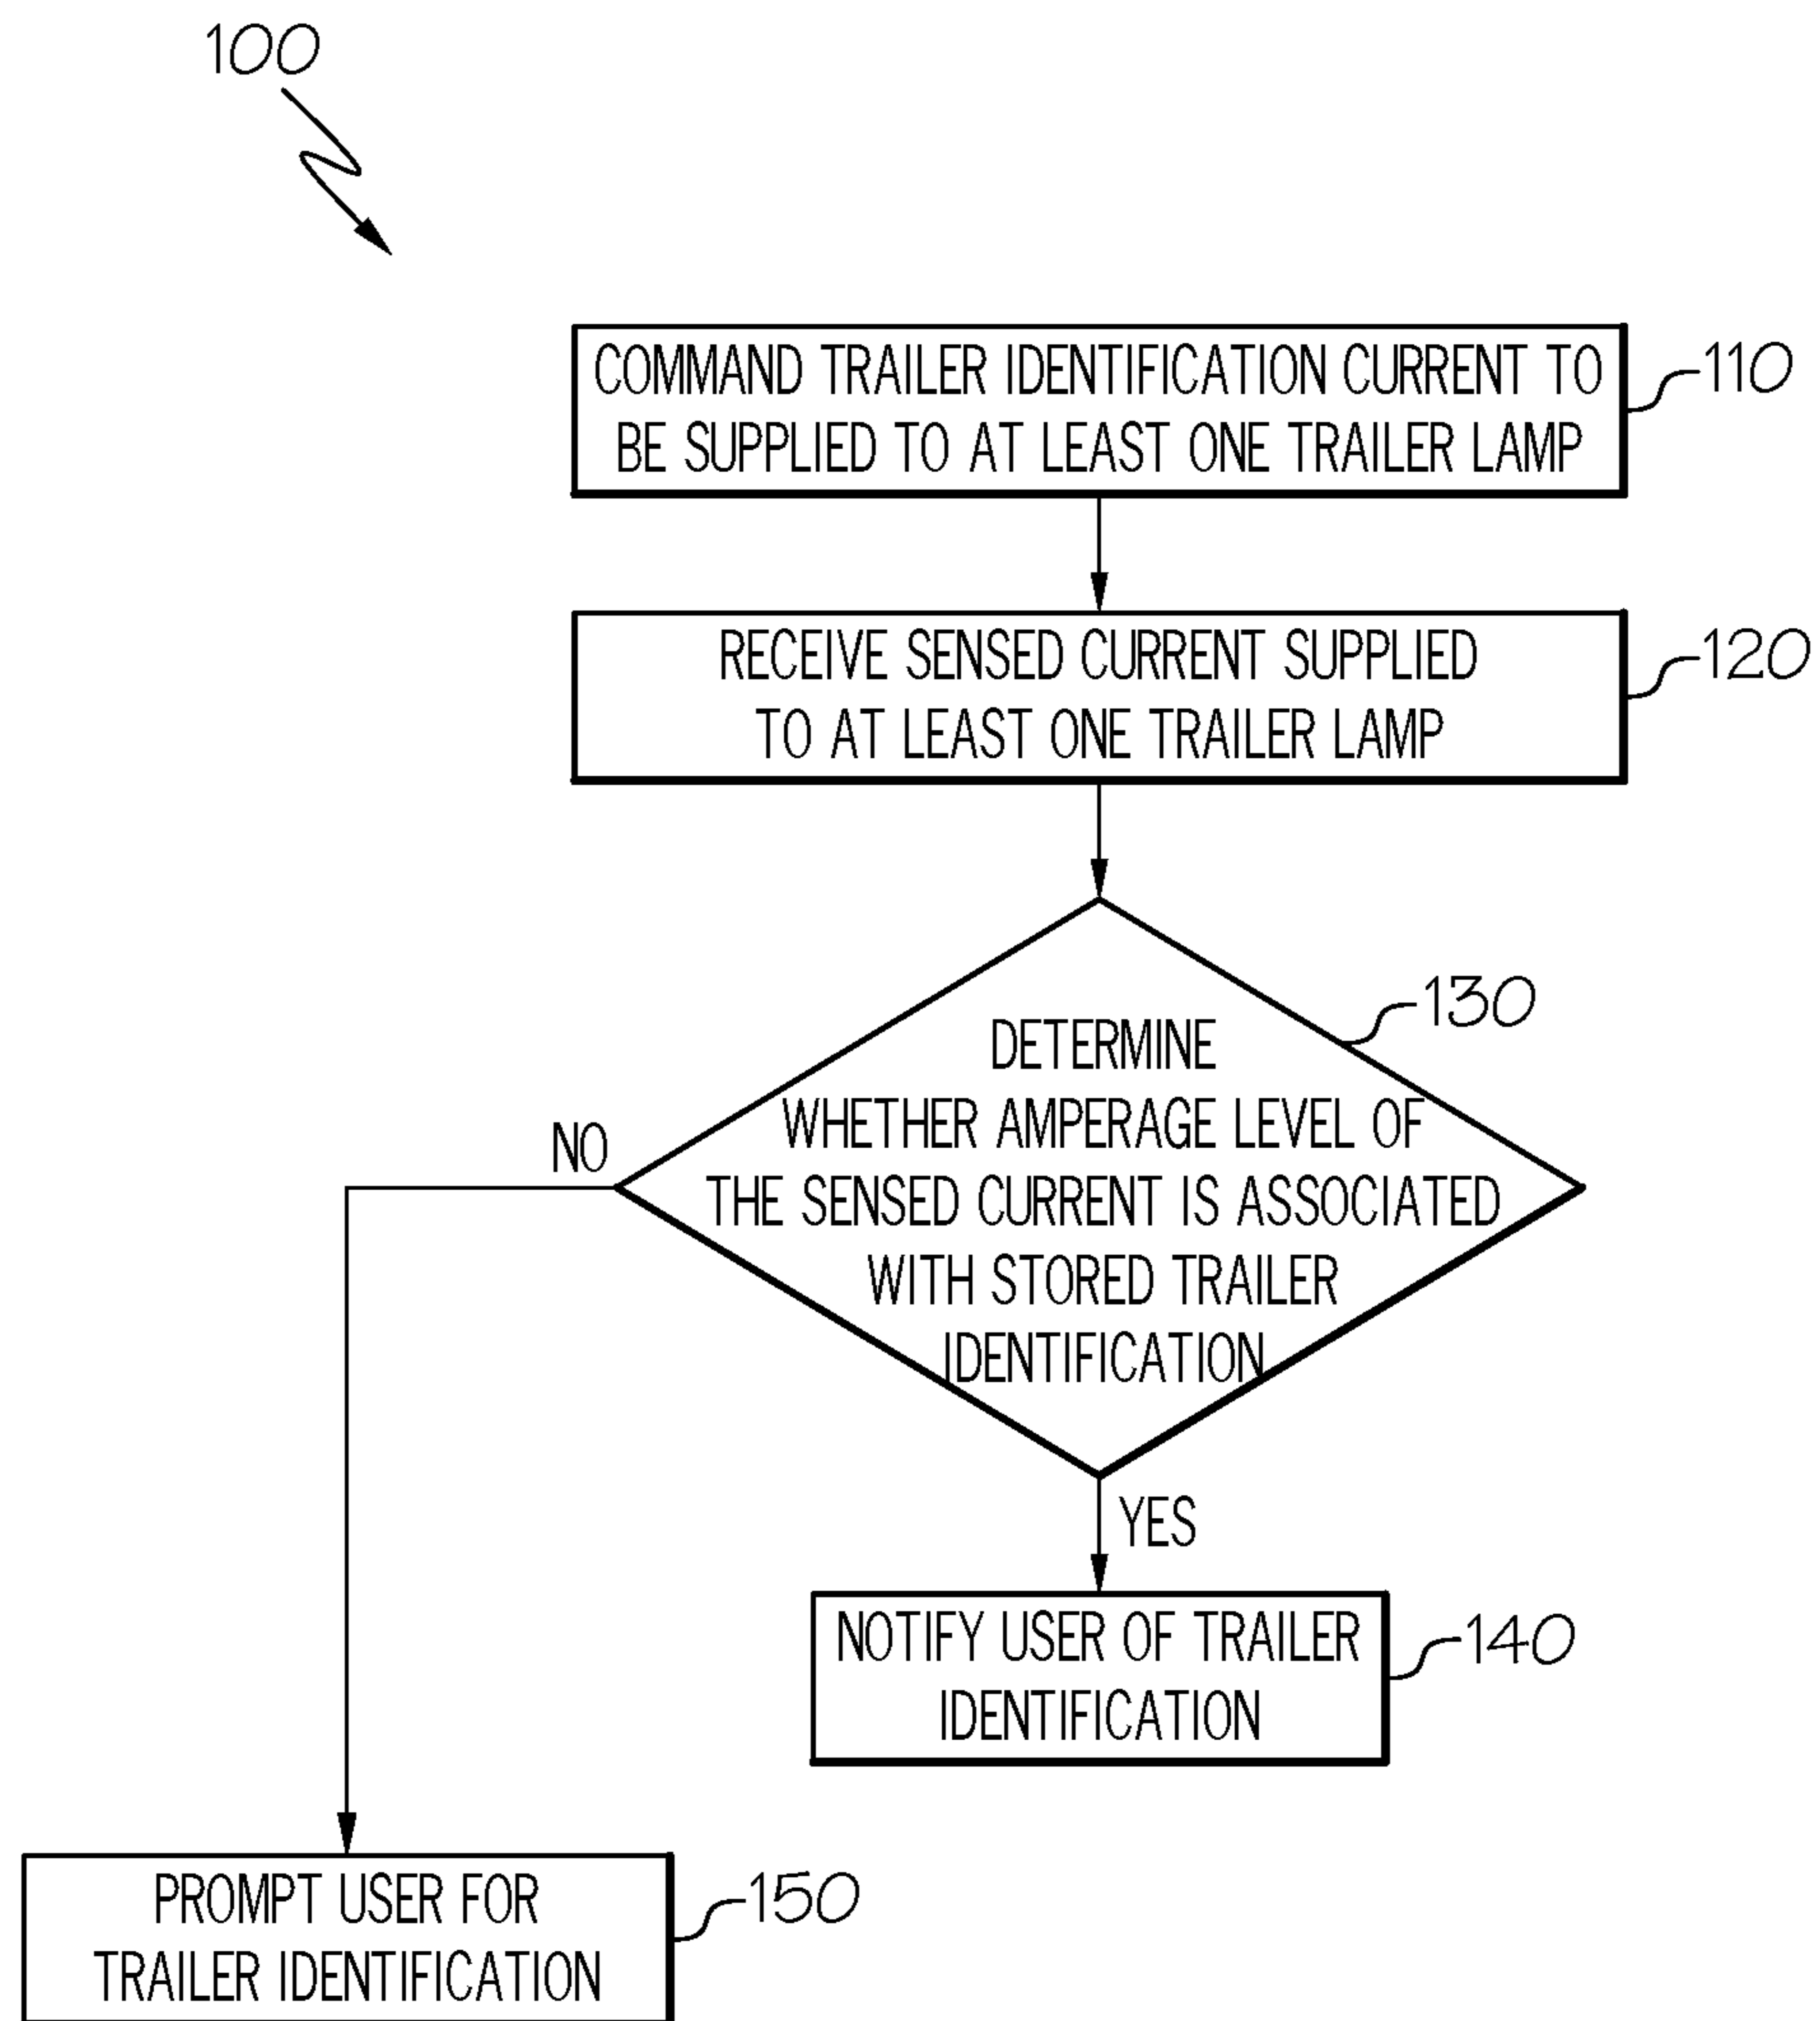 100
COMMAND TRAILER IDENTIFICATION CURRENT TO
BE SUPPLIED TO AT LEAST ONE TRAILER LAMP
110
RECEIVE SENSED CURRENT SUPPLIED
TO AT LEAST ONE TRAILER LAMP
120
DETERMINE
WHETHER AMPERAGE LEVEL OF
THE SENSED CURRENT IS ASSOCIATED
WITH STORED TRAILER
IDENTIFICATION
130
NO
YES
NOTIFY USER OF TRAILER
IDENTIFICATION
140
PROMPT USER FOR
TRAILER IDENTIFICATION
150